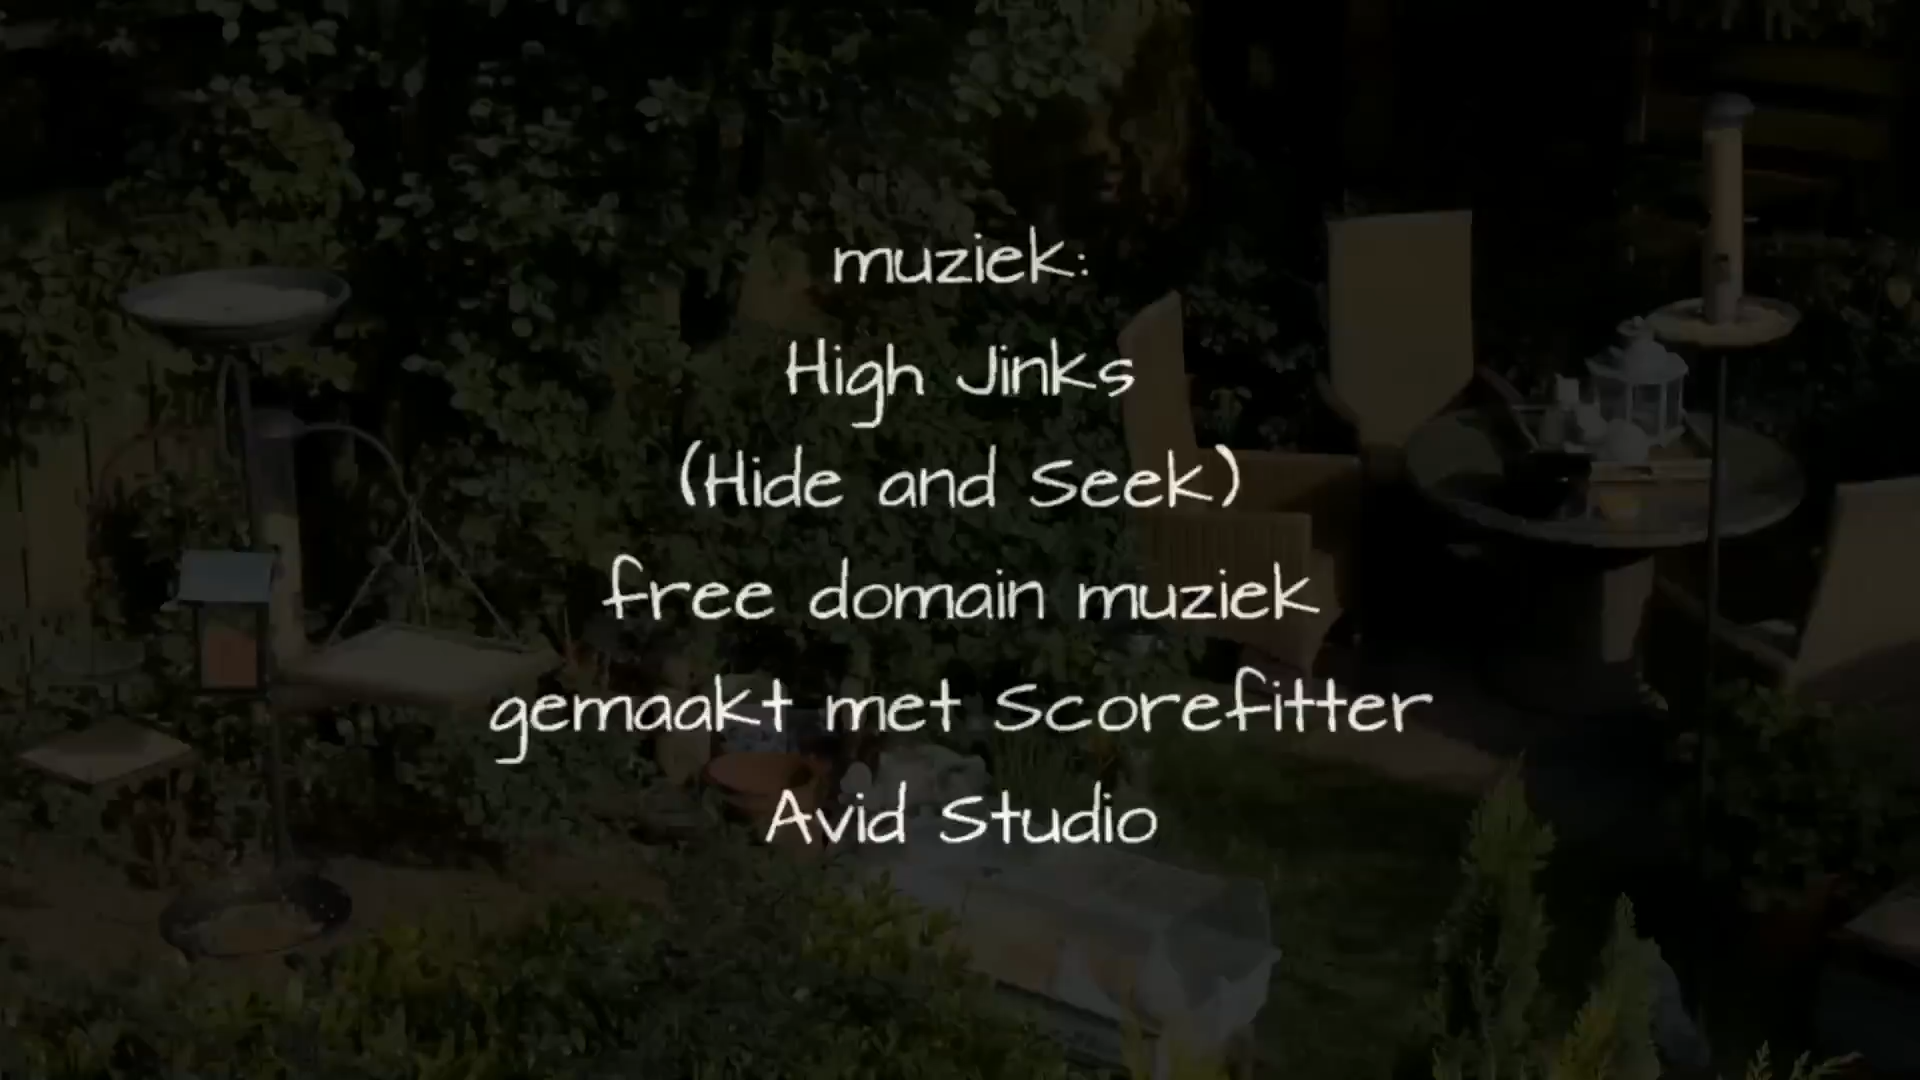 muziek:
High Jinks
(Hide and Seek)
free domain muziek
gemaakt met Scorefitter
Avid Studio